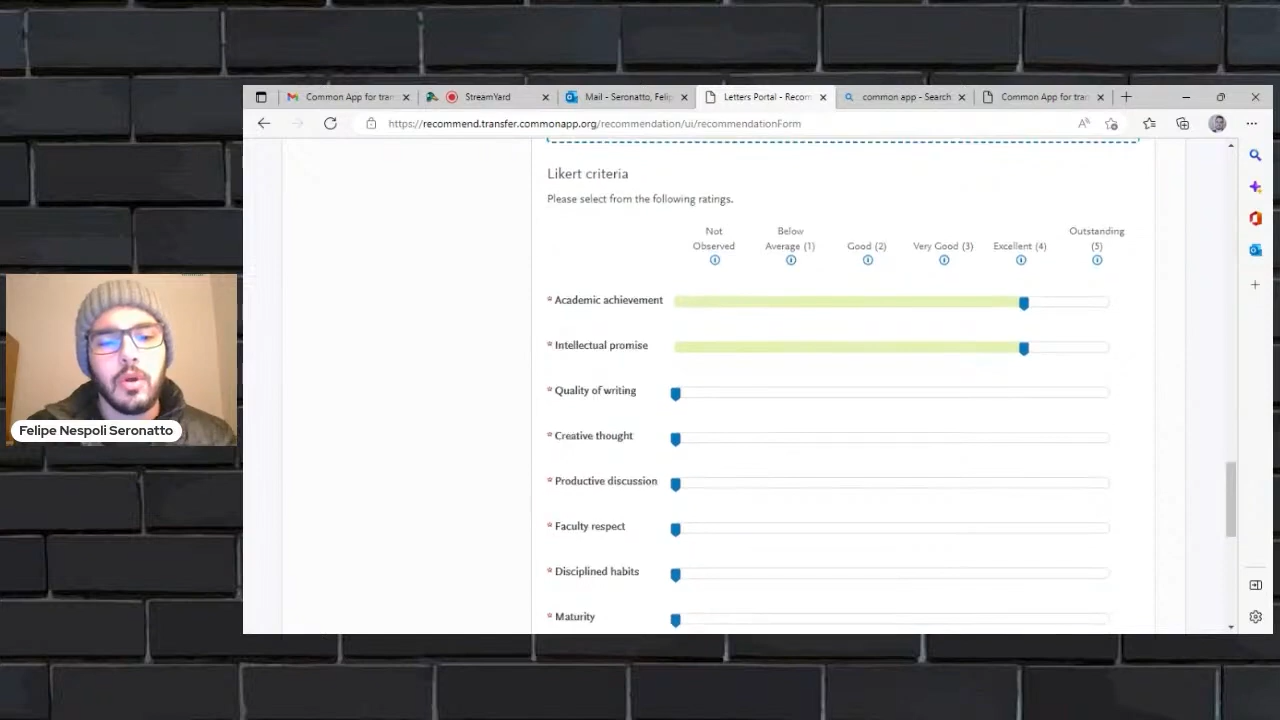 Common App for tran
StreamYard
Mail - Seronatto, Felip
Letters Portal - Recom
common app - Search
Common App for tran
https://recommend.transfer.commonapp.org/recommendation/ui/recommendationForm
Likert criteria
Please select from the following ratings.
Not Observed
Below Average (1)
Good (2)
Very Good (3)
Excellent (4)
Outstanding (5)
* Academic achievement
* Intellectual promise
* Quality of writing
* Creative thought
* Productive discussion
* Faculty respect
* Disciplined habits
* Maturity
Felipe Nespoli Seronatto